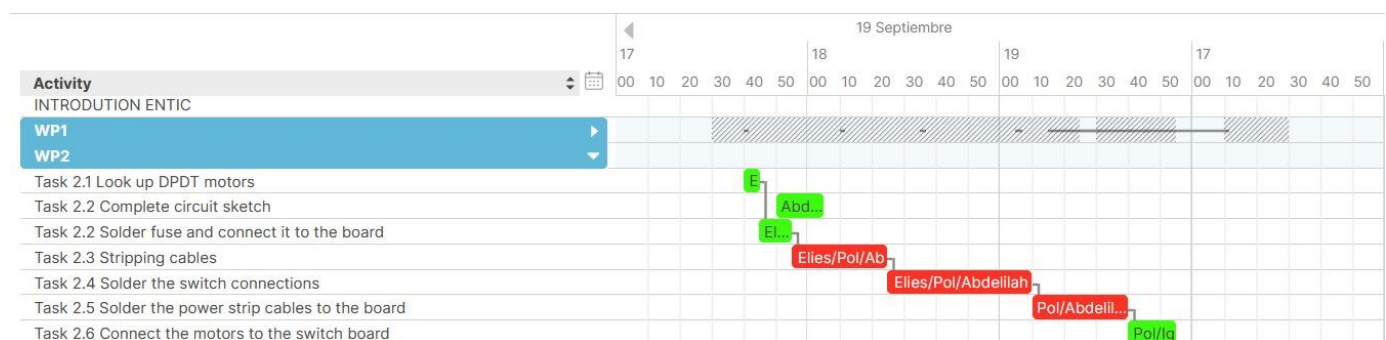 19 Septiembre
17 18 19 17
Activity 00 10 20 30 40 50 00 10 20 30 40 50 00 10 20 30 40 50 00 10 20 30 40 50
INTRODUTION ENTIC
WP1
WP2
Task 2.1 Look up DPDT motors E
Task 2.2 Complete circuit sketch Abd...
Task 2.2 Solder fuse and connect it to the board El...
Task 2.3 Stripping cables Elies/Pol/Ab
Task 2.4 Solder the switch connections Elies/Pol/Abdelilah
Task 2.5 Solder the power strip cables to the board Pol/Abdelil...
Task 2.6 Connect the motors to the switch board Pol/Ig